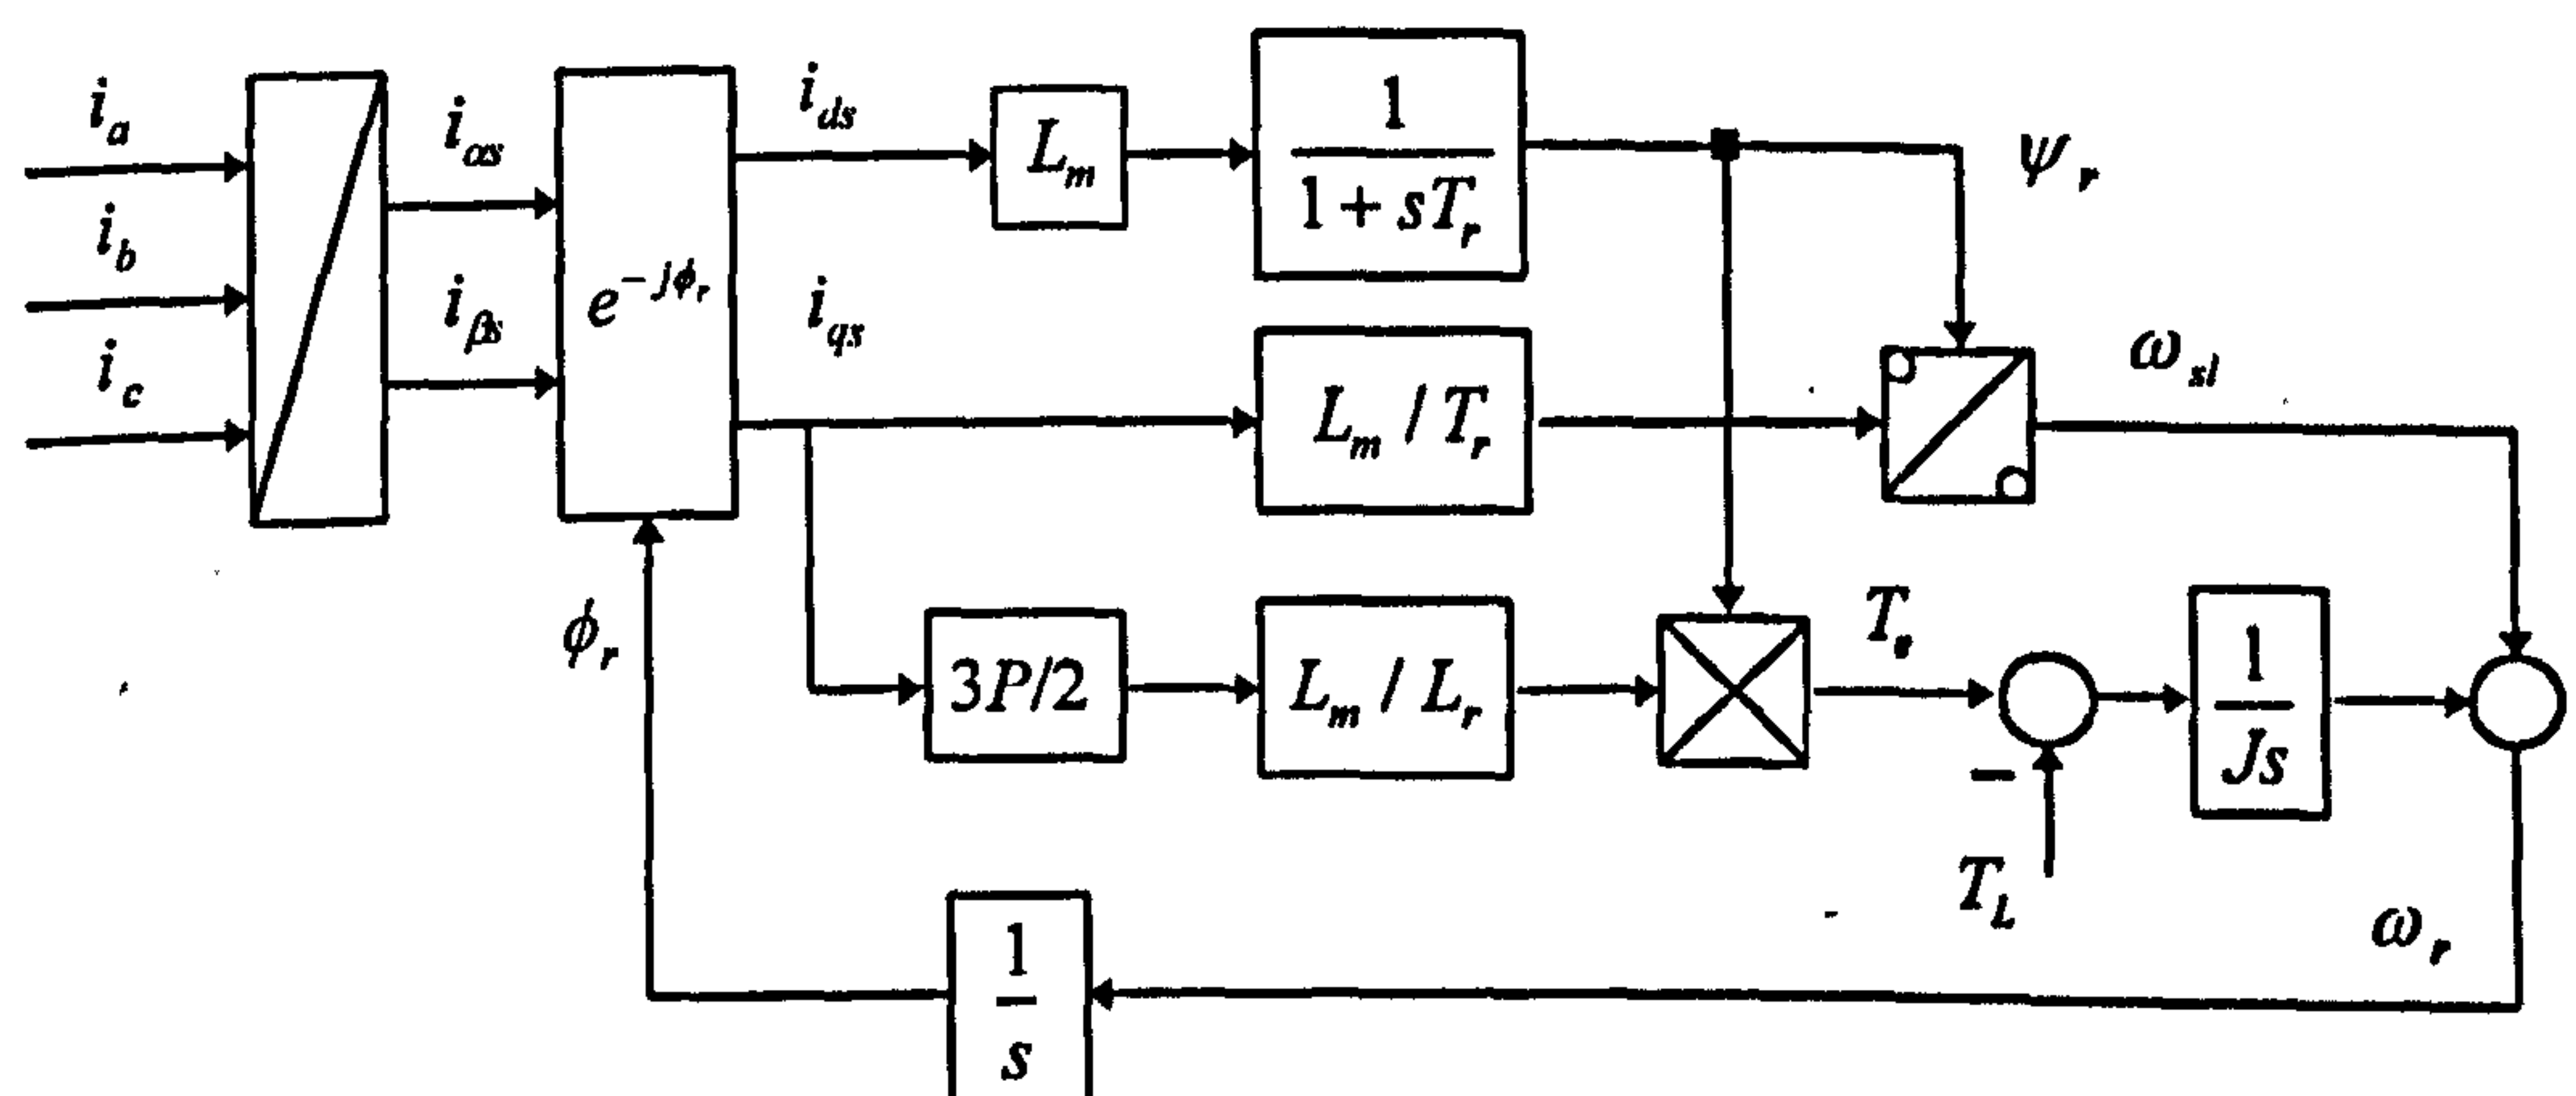 i_a
i_b
i_c
i_αs
i_βs
e^{-jϕ_r}
i_ds
i_qs
L_m
1
1 + sT_r
ψ_r
L_m / T_r
ω_sl
ϕ_r
3P/2
L_m / L_r
T_e
T_L
−
1
Js
ω_r
1
s